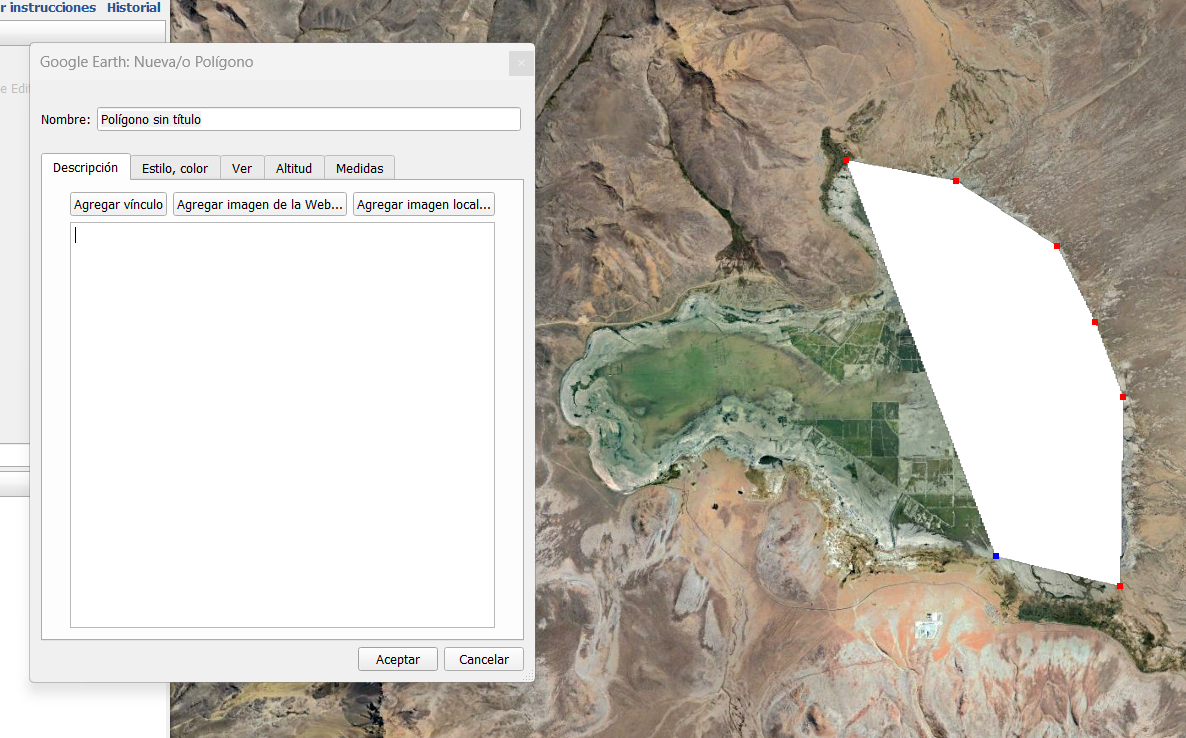 r instrucciones Historial
Google Earth: Nueva/o Polígono
e Edi
Nombre: Polígono sin título
Descripción Estilo, color Ver Altitud Medidas
Agregar vínculo Agregar imagen de la Web... Agregar imagen local...
Aceptar Cancelar